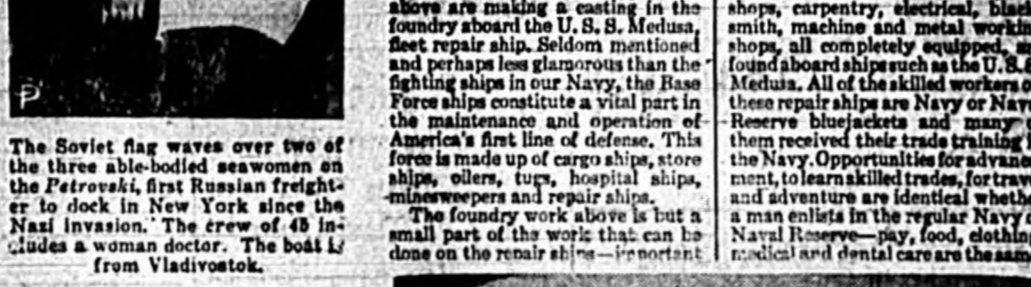 P
The Soviet flag waves over two of
the three able-bodied seawomen on
the Petrovski, first Russian freight-
er to dock in New York since the
Nazi invasion. The crew of 45 in-
cludes a woman doctor. The boat is
from Vladivostok.
above are making a casting in the
foundry aboard the U. S. S. Medusa,
fleet repair ship. Seldom mentioned
and perhaps less glamorous than the
fighting ships in our Navy, the Base
Force ships constitute a vital part in
the maintenance and operation of
America's first line of defense. This
force is made up of cargo ships, store
ships, oilers, tugs, hospital ships,
minesweepers and repair ships.
The foundry work above is but a
small part of the work that can be
done on the repair ships—important
shops, carpentry, electrical, black
smith, machine and metal workin
shops, all completely equipped, a
found aboard ships such as the U. S. S
Medusa. All of the skilled workers o
these repair ships are Navy or Nav
Reserve bluejackets and many
them received their trade training
the Navy. Opportunities for advanc
ment, to learn skilled trades, for trav
and adventure are identical wheth
a man enlists in the regular Navy
Naval Reserve—pay, food, clothin
medical and dental care are the sam